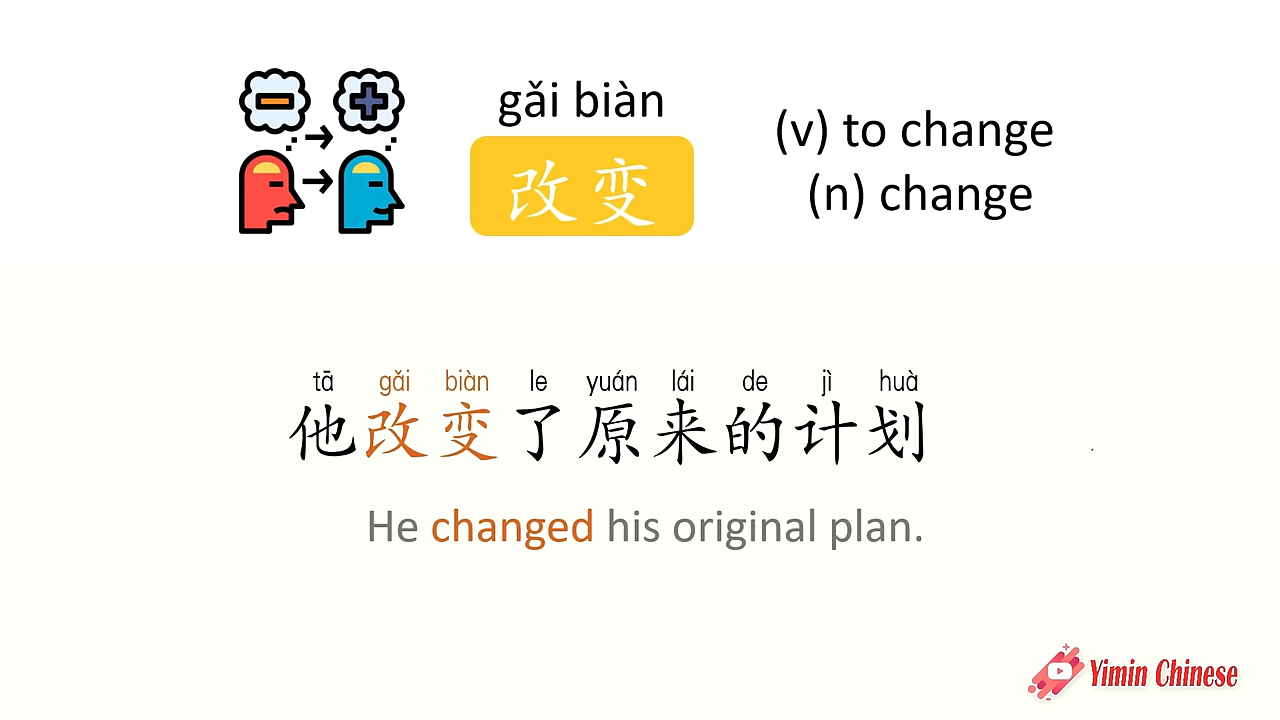 gǎi biàn
改变
(v) to change
(n) change
tā gǎi biàn le yuán lái de jì huà
他改变了原来的计划
He changed his original plan.
Yimin Chinese